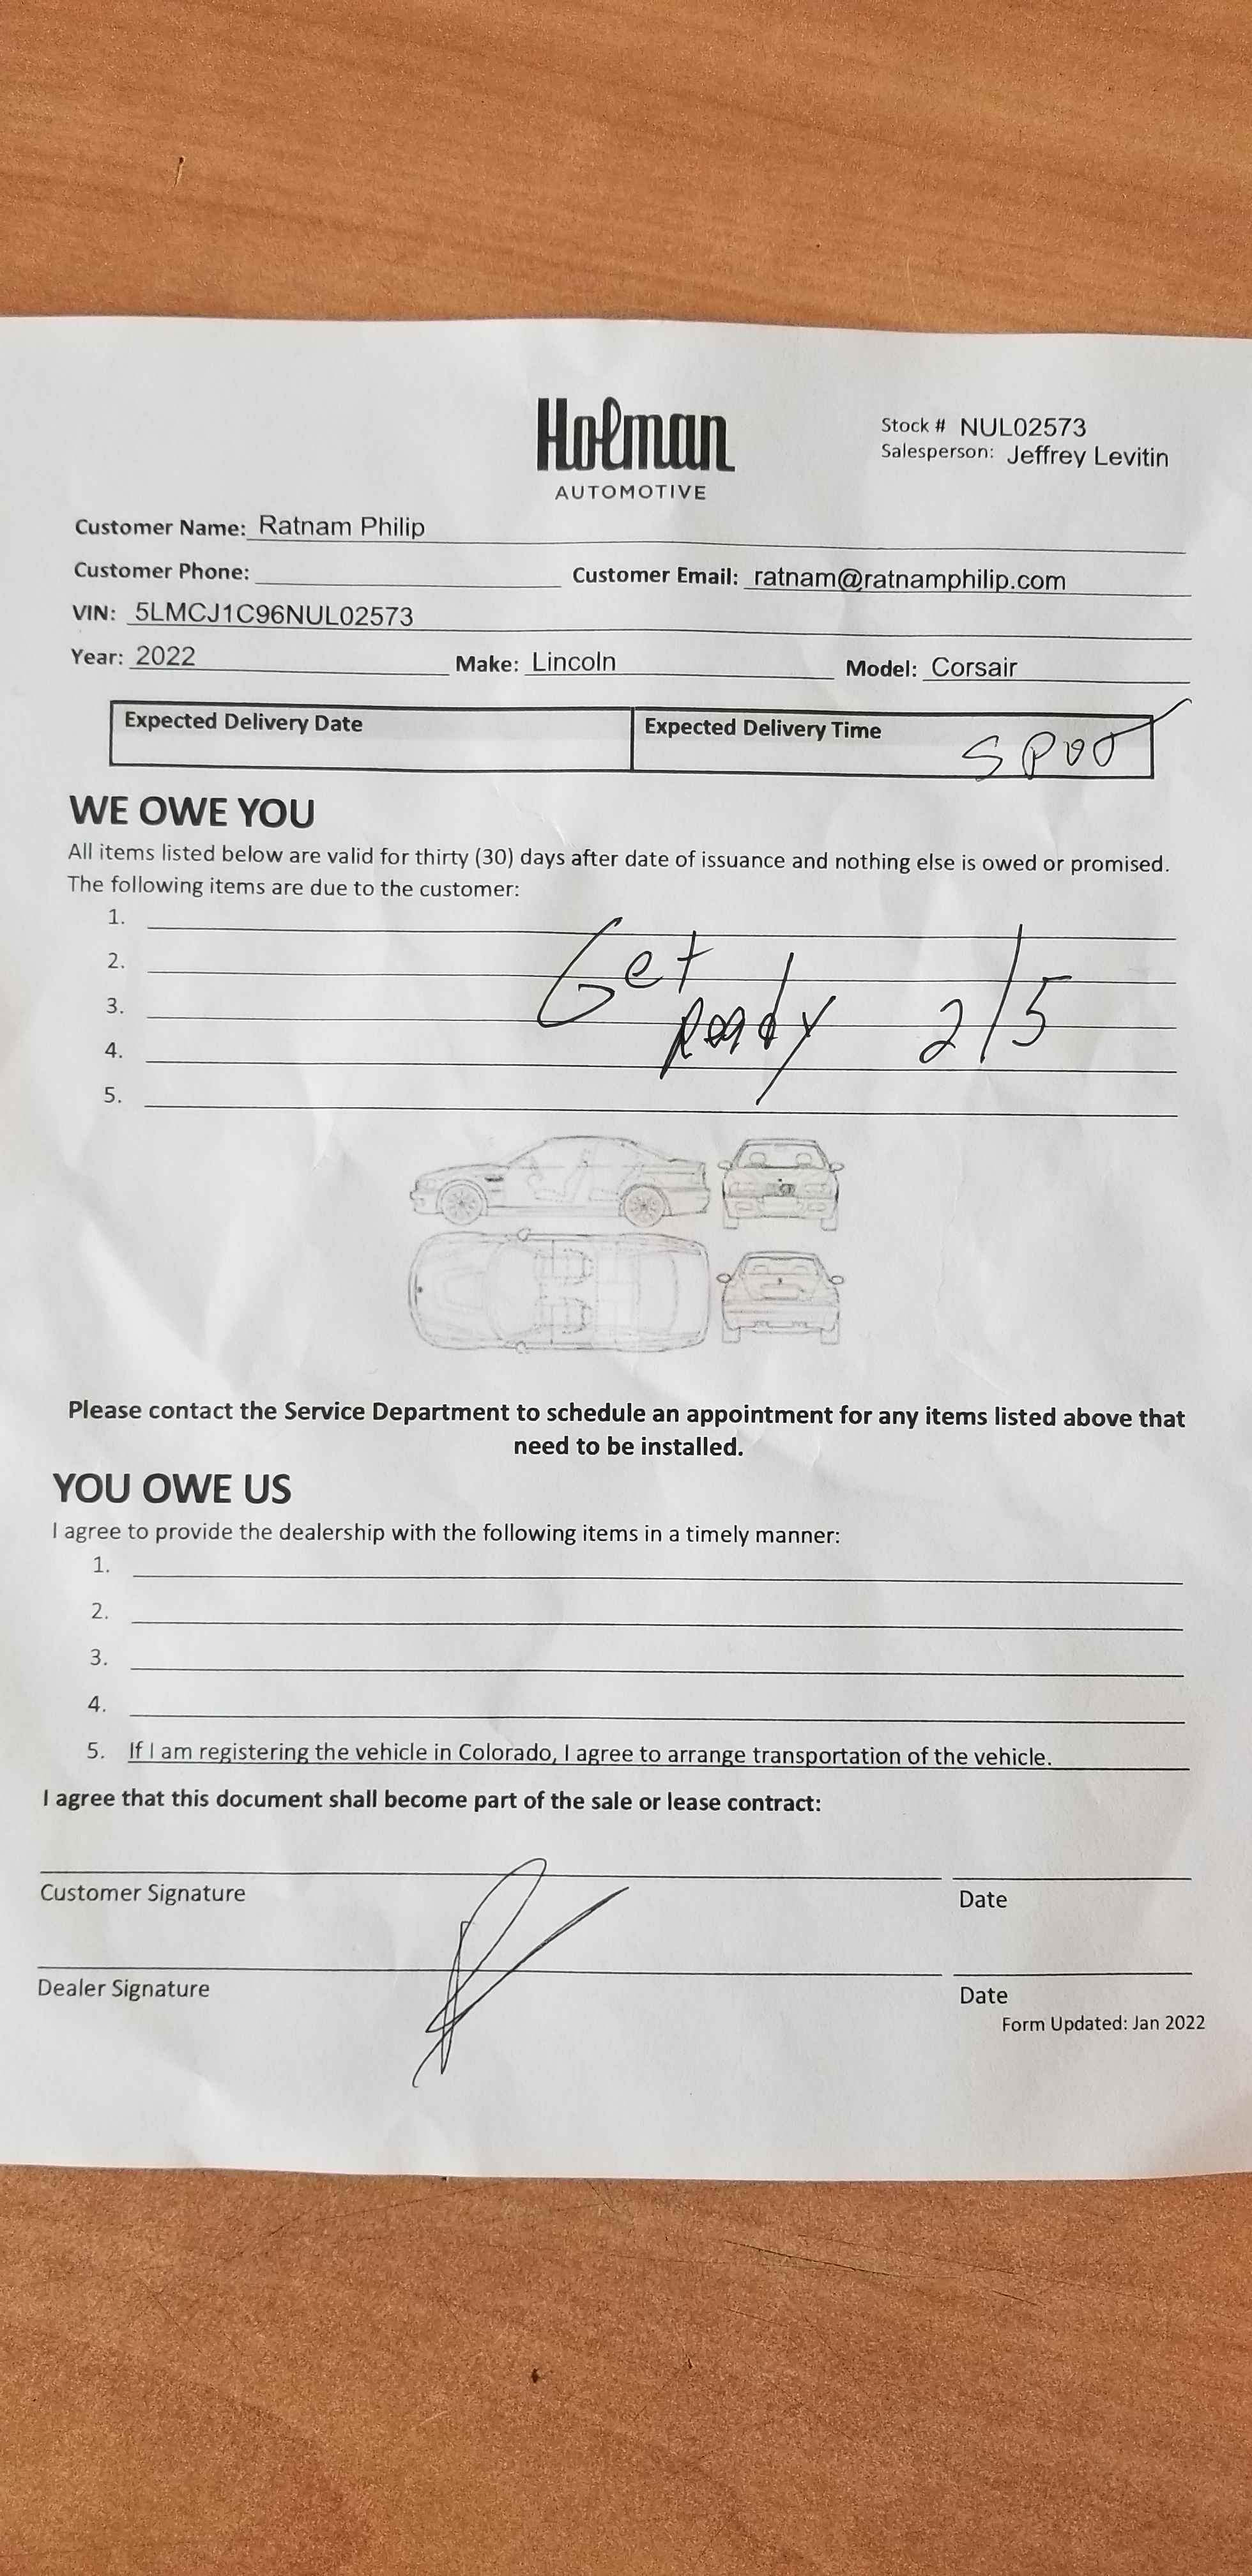 Holman
AUTOMOTIVE
Stock # NUL02573
Salesperson: Jeffrey Levitin
Customer Name: Ratnam Philip
Customer Phone: Customer Email: ratnam@ratnamphilip.com
VIN: 5LMCJ1C96NUL02573
Year: 2022 Make: Lincoln Model: Corsair
Expected Delivery Date Expected Delivery Time
WE OWE YOU
All items listed below are valid for thirty (30) days after date of issuance and nothing else is owed or promised.
The following items are due to the customer:
1.
2. Get
3. Ready 2/5
4.
5.
Please contact the Service Department to schedule an appointment for any items listed above that
need to be installed.
YOU OWE US
I agree to provide the dealership with the following items in a timely manner:
1.
2.
3.
4.
5. If I am registering the vehicle in Colorado, I agree to arrange transportation of the vehicle.
I agree that this document shall become part of the sale or lease contract:
Customer Signature Date
Dealer Signature Date
Form Updated: Jan 2022